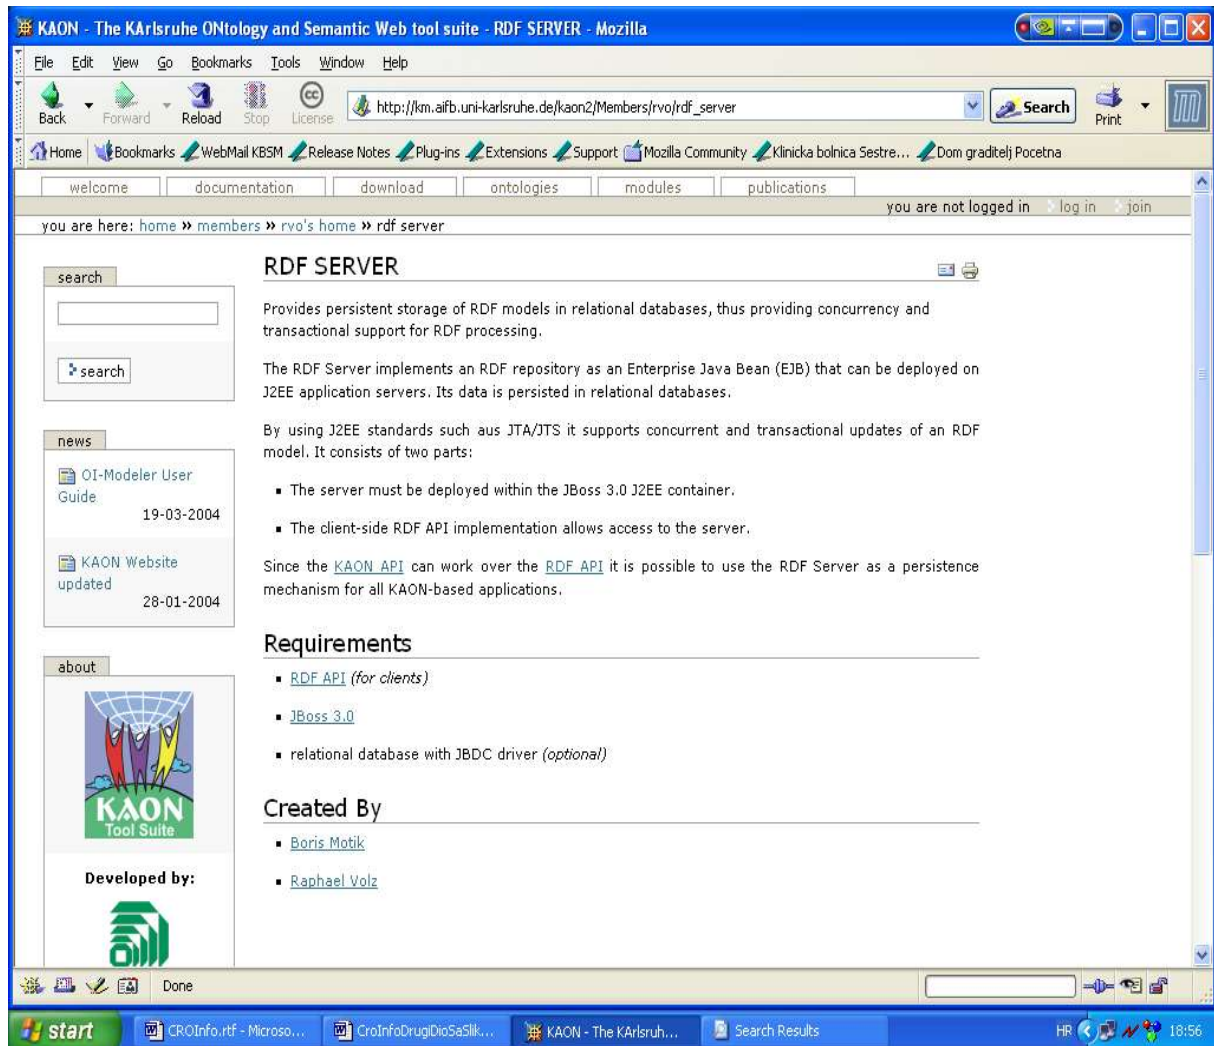 KAON - The KArlsruhe ONtology and Semantic Web tool suite - RDF SERVER - Mozilla
File Edit View Go Bookmarks Tools Window Help
Back Forward Reload Stop License http://km.aifb.uni-karlsruhe.de/kaon2/Members/rvo/rdf_server Search Print
Home Bookmarks WebMail KBSM Release Notes Plug-ins Extensions Support Mozilla Community Klinicka bolnica Sestre... Dom graditelj Pocetna
welcome documentation download ontologies modules publications
you are not logged in log in join
you are here: home » members » rvo's home » rdf server
search
search
news
OI-Modeler User
Guide
19-03-2004
KAON Website
updated
28-01-2004
about
KAON
Tool Suite
Developed by:
RDF SERVER
Provides persistent storage of RDF models in relational databases, thus providing concurrency and
transactional support for RDF processing.
The RDF Server implements an RDF repository as an Enterprise Java Bean (EJB) that can be deployed on
J2EE application servers. Its data is persisted in relational databases.
By using J2EE standards such aus JTA/JTS it supports concurrent and transactional updates of an RDF
model. It consists of two parts:
▪ The server must be deployed within the JBoss 3.0 J2EE container.
▪ The client-side RDF API implementation allows access to the server.
Since the KAON API can work over the RDF API it is possible to use the RDF Server as a persistence
mechanism for all KAON-based applications.
Requirements
▪ RDF API (for clients)
▪ JBoss 3.0
▪ relational database with JBDC driver (optional)
Created By
▪ Boris Motik
▪ Raphael Volz
Done
start CROInfo.rtf - Microso... CroInfoDrugiDioSaSlik... KAON - The KArlsruh... Search Results HR 18:56